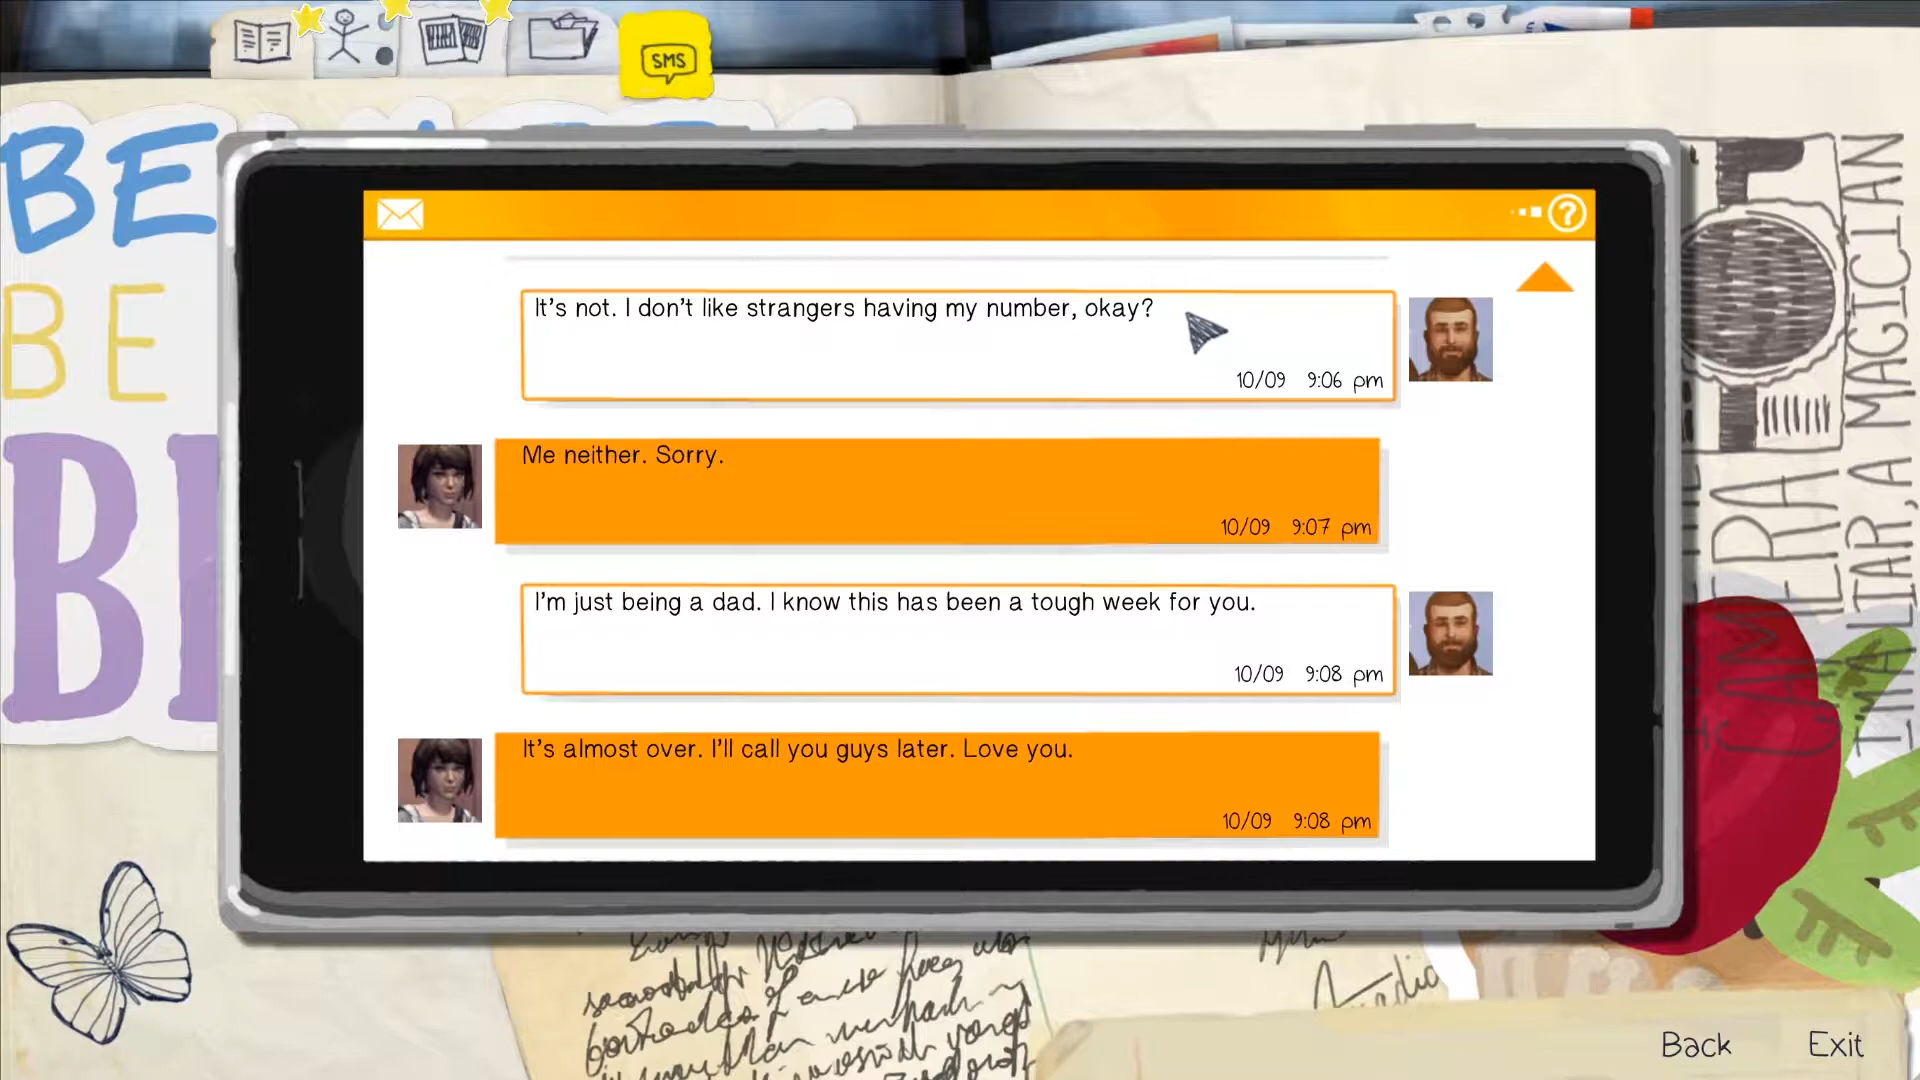 SMS
BE
BE
It's not. I don't like strangers having my number, okay?
10/09 9:06 pm
Me neither. Sorry.
10/09 9:07 pm
I'm just being a dad. I know this has been a tough week for you.
10/09 9:08 pm
It's almost over. I'll call you guys later. Love you.
10/09 9:08 pm
CAMERA
LIAR, A MAGICIAN
Back
Exit